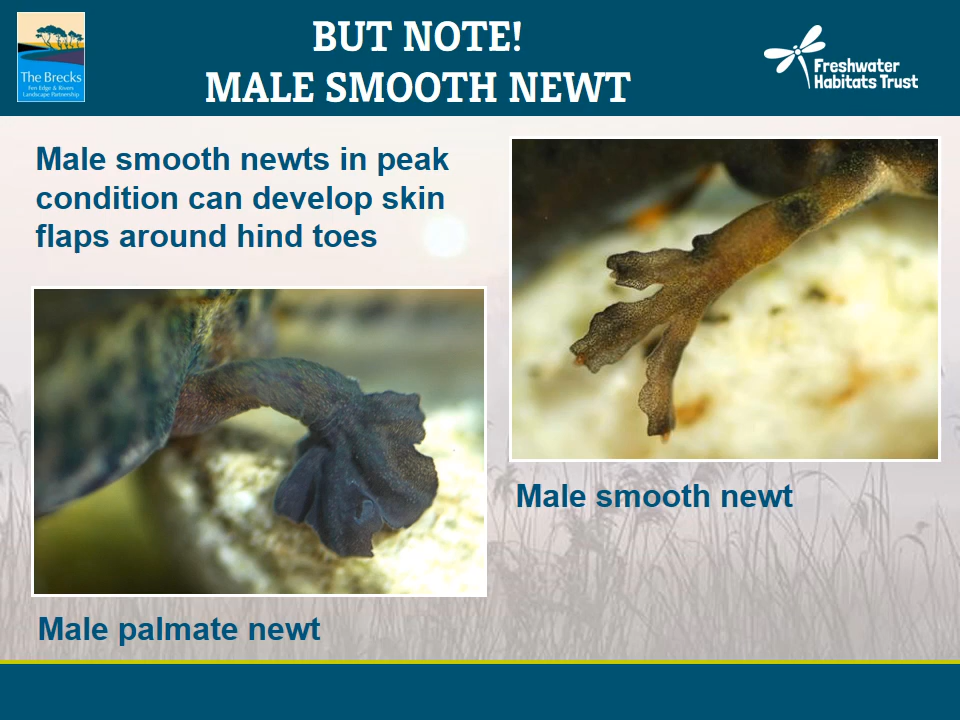 BUT NOTE!
MALE SMOOTH NEWT
The Brecks
Fen Edge & Rivers
Landscape Partnership
Freshwater
Habitats Trust
Male smooth newts in peak
condition can develop skin
flaps around hind toes
Male smooth newt
Male palmate newt